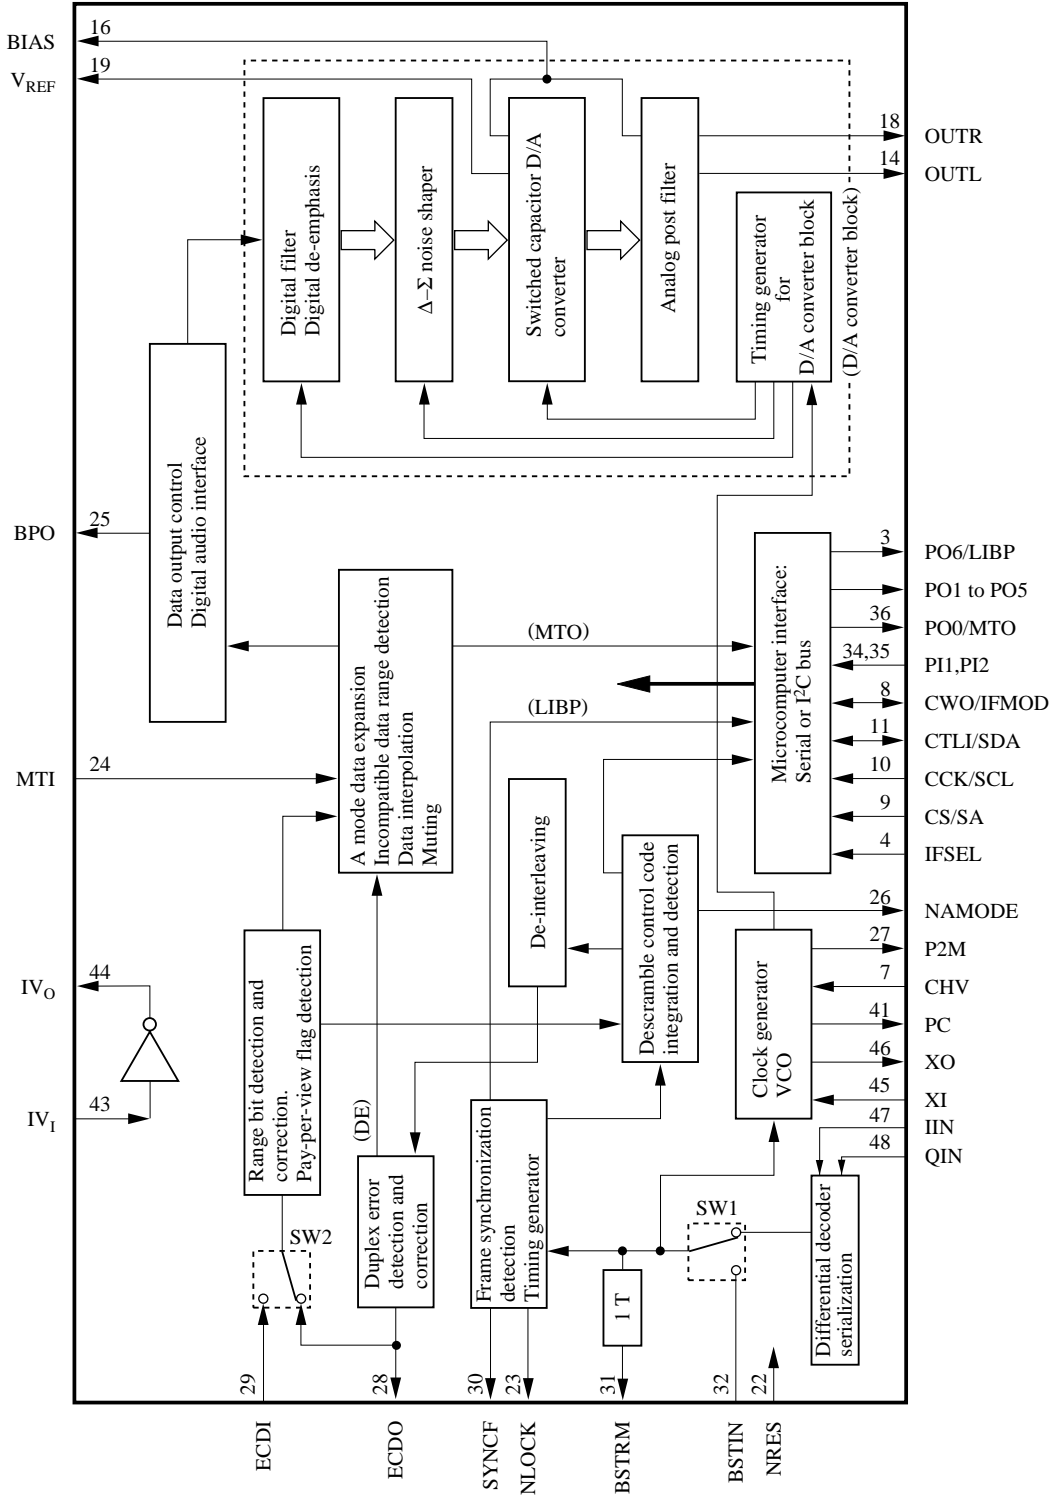 BIAS
16
V_REF
19
18
OUTR
14
OUTL
Digital filter
Digital de-emphasis
Δ–Σ noise shaper
Switched capacitor D/A
converter
Analog post filter
Timing generator
for
D/A converter block
(D/A converter block)
Data output control
Digital audio interface
BPO
25
A mode data expansion
Incompatible data range detection
Data interpolation
Muting
(MTO)
(LIBP)
Microcomputer interface:
Serial or I²C bus
3
PO6/LIBP
PO1 to PO5
36
PO0/MTO
34,35
PI1,PI2
8
CWO/IFMOD
11
CTLI/SDA
10
CCK/SCL
9
CS/SA
4
IFSEL
MTI
24
De-interleaving
Descramble control code
integration and detection
26
NAMODE
27
P2M
7
CHV
41
PC
46
XO
45
XI
47
IIN
48
QIN
Clock generator
VCO
IV_O
44
43
IV_I
Range bit detection and
correction.
Pay-per-view flag detection
(DE)
Duplex error
detection and
correction
Frame synchronization
detection
Timing generator
SW1
SW2
1 T
Differential decoder
serialization
29
28
30
23
31
32
22
ECDI
ECDO
SYNCF
NLOCK
BSTRM
BSTIN
NRES